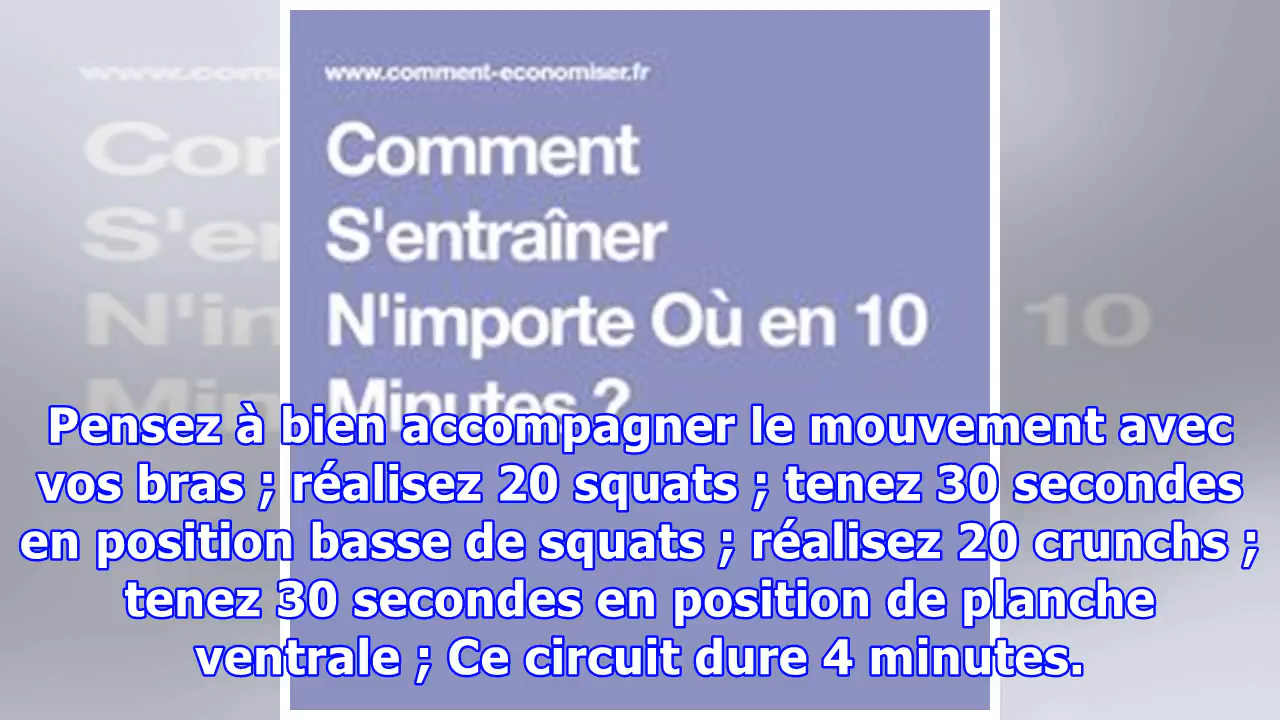 www.comment-economiser.fr
Comment
S'entraîner
N'importe Où en 10
Minutes ?
Pensez à bien accompagner le mouvement avec
vos bras ; réalisez 20 squats ; tenez 30 secondes
en position basse de squats ; réalisez 20 crunchs ;
tenez 30 secondes en position de planche
ventrale ; Ce circuit dure 4 minutes.